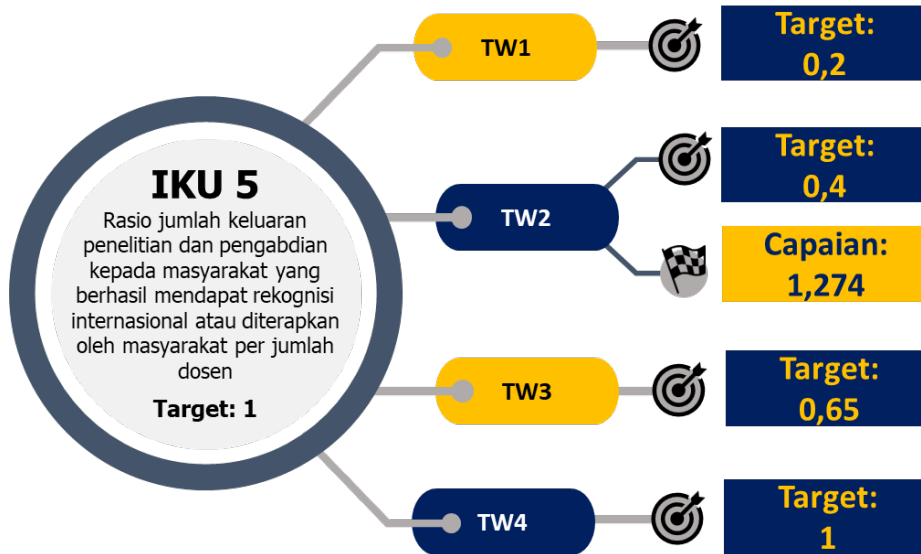 IKU 5
Rasio jumlah keluaran
penelitian dan pengabdian
kepada masyarakat yang
berhasil mendapat rekognisi
internasional atau diterapkan
oleh masyarakat per jumlah
dosen
Target: 1
TW1
Target:
0,2
TW2
Target:
0,4
Capaian:
1,274
TW3
Target:
0,65
TW4
Target:
1